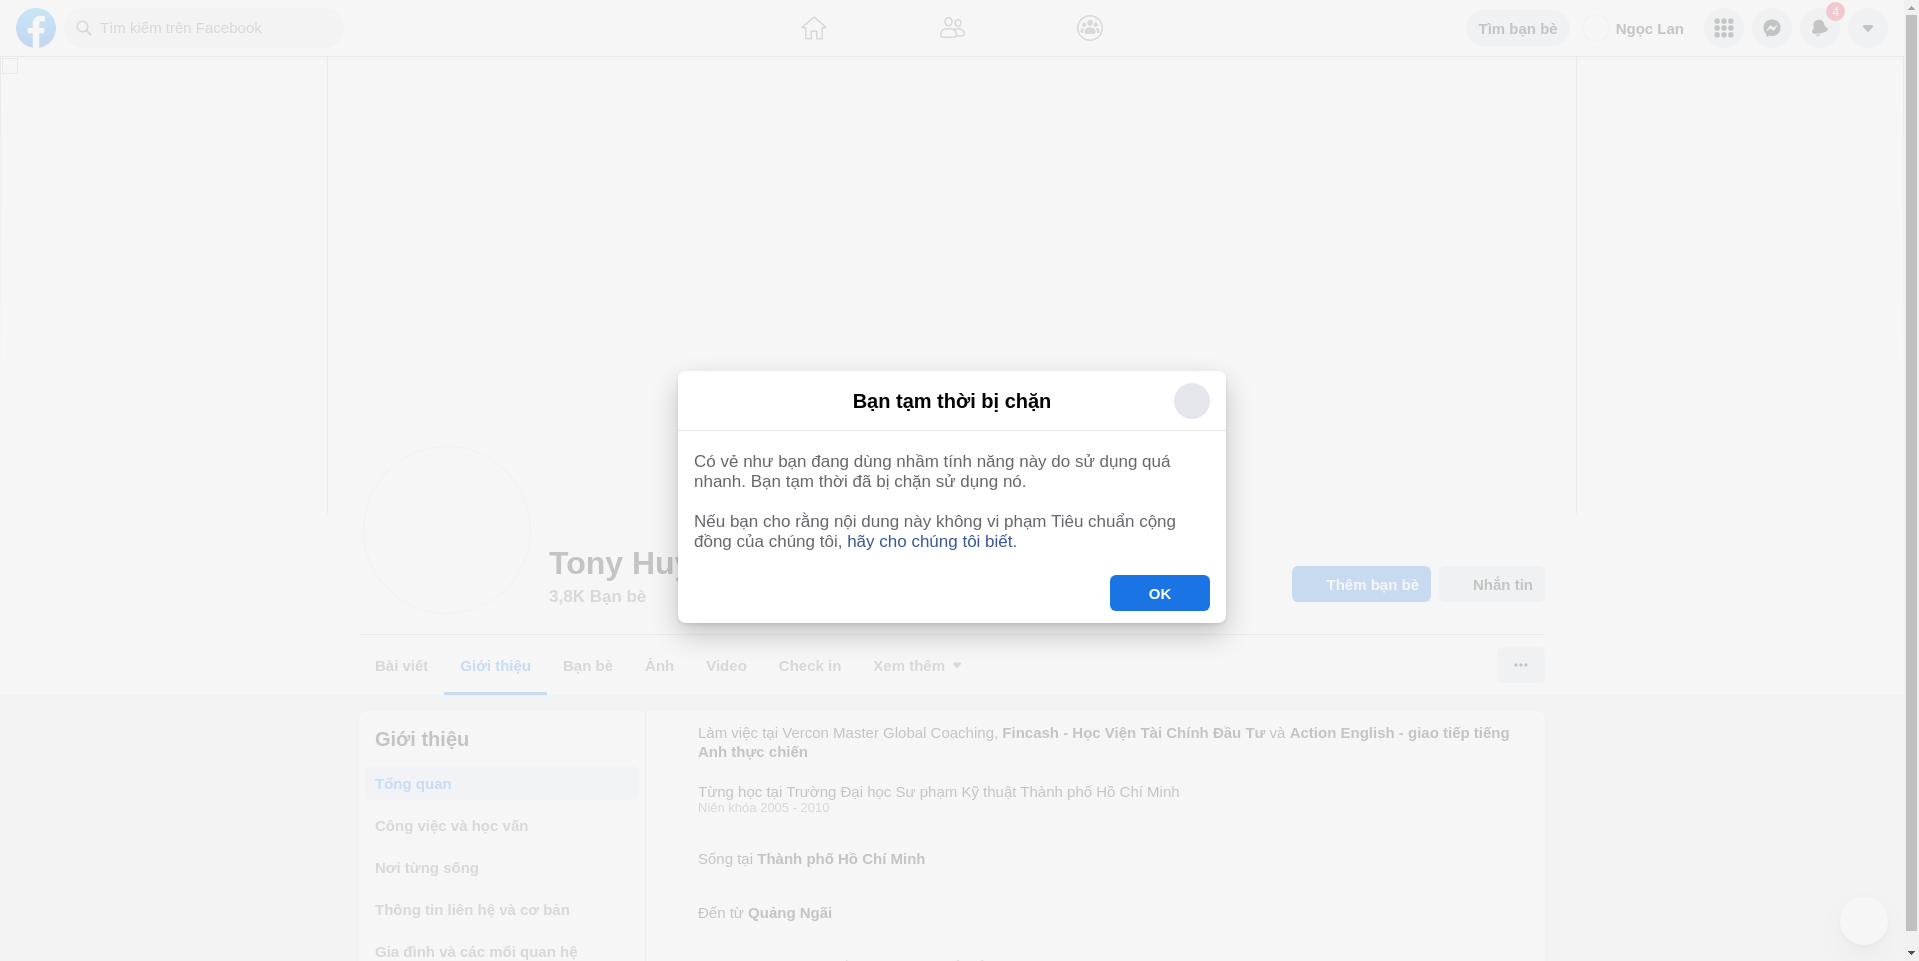 Tìm kiếm trên Facebook
Tìm bạn bè
Ngọc Lan
4
Bạn tạm thời bị chặn
Có vẻ như bạn đang dùng nhầm tính năng này do sử dụng quá
nhanh. Bạn tạm thời đã bị chặn sử dụng nó.
Nếu bạn cho rằng nội dung này không vi phạm Tiêu chuẩn cộng
đồng của chúng tôi, hãy cho chúng tôi biết.
OK
Tony
3,8K Bạn bè
Thêm bạn bè
Nhắn tin
Bài viết
Giới thiệu
Bạn bè
Ảnh
Video
Check in
Xem thêm
Giới thiệu
Tổng quan
Công việc và học vấn
Nơi từng sống
Thông tin liên hệ và cơ bản
Gia đình và các mối quan hệ
Làm việc tại Vercon Master Global Coaching, Fincash - Học Viện Tài Chính Đầu Tư và Action English - giao tiếp tiếng
Anh thực chiến
Từng học tại Trường Đại học Sư phạm Kỹ thuật Thành phố Hồ Chí Minh
Niên khóa 2005 - 2010
Sống tại Thành phố Hồ Chí Minh
Đến từ Quảng Ngãi